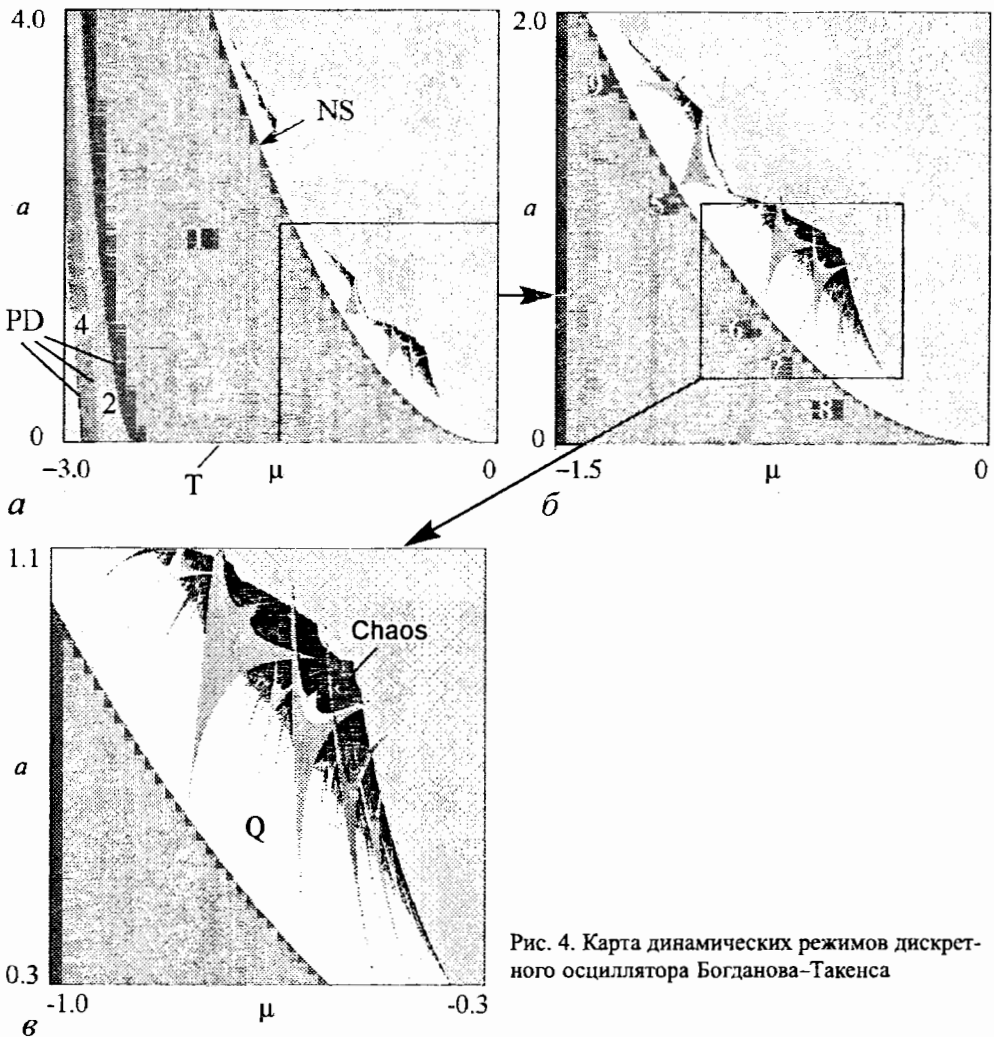 4.0
a
0
PD
4
2
1
NS
-3.0
T
μ
0
а
2.0
a
0
-1.5
μ
0
б
1.1
a
0.3
Chaos
Q
-1.0
μ
-0.3
в
Рис. 4. Карта динамических режимов дискрет-
ного осциллятора Богданова–Такенса